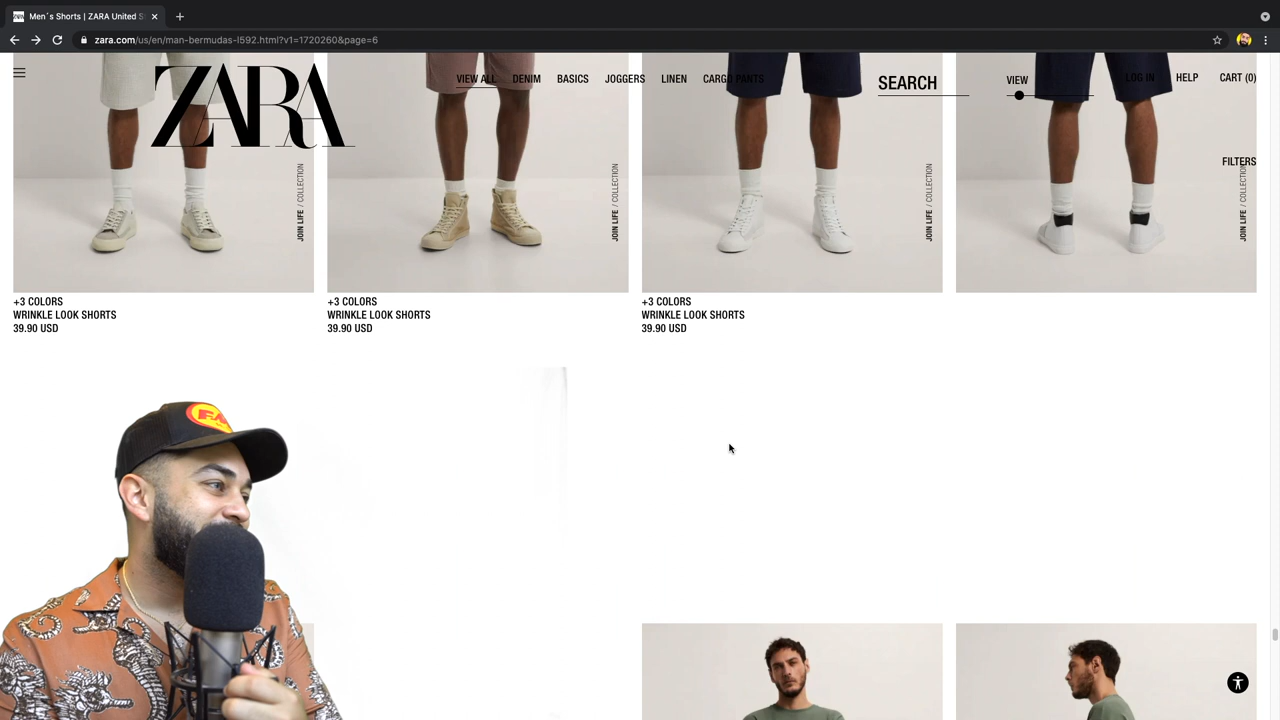 Men´s Shorts | ZARA United S
zara.com/us/en/man-bermudas-l592.html?v1=1720260&page=6
ZARA
VIEW ALL DENIM BASICS JOGGERS LINEN CARGO PANTS
SEARCH
VIEW
LOG IN HELP CART (0)
FILTERS
JOIN LIFE / COLLECTION
JOIN LIFE / COLLECTION
JOIN LIFE / COLLECTION
JOIN LIFE / COLLECTION
+3 COLORS
WRINKLE LOOK SHORTS
39.90 USD
+3 COLORS
WRINKLE LOOK SHORTS
39.90 USD
+3 COLORS
WRINKLE LOOK SHORTS
39.90 USD